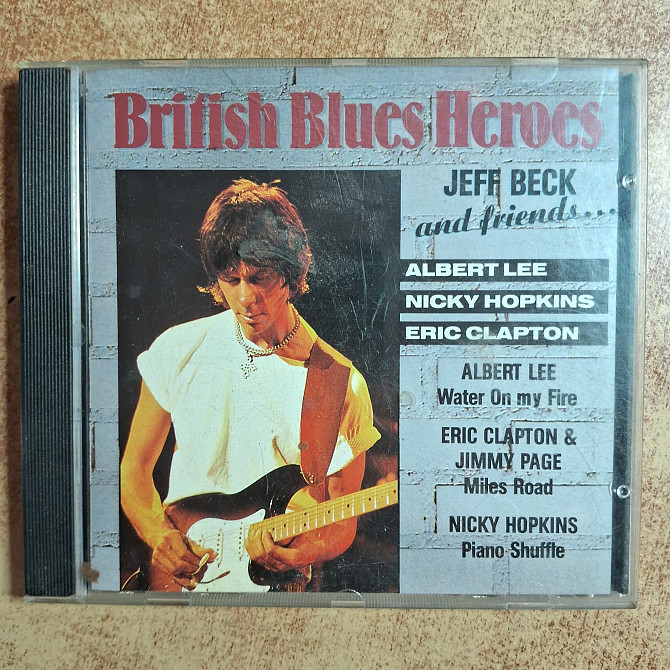 British Blues Heroes
JEFF BECK
and friends...
ALBERT LEE
NICKY HOPKINS
ERIC CLAPTON
ALBERT LEE
Water On my Fire
ERIC CLAPTON &
JIMMY PAGE
Miles Road
NICKY HOPKINS
Piano Shuffle